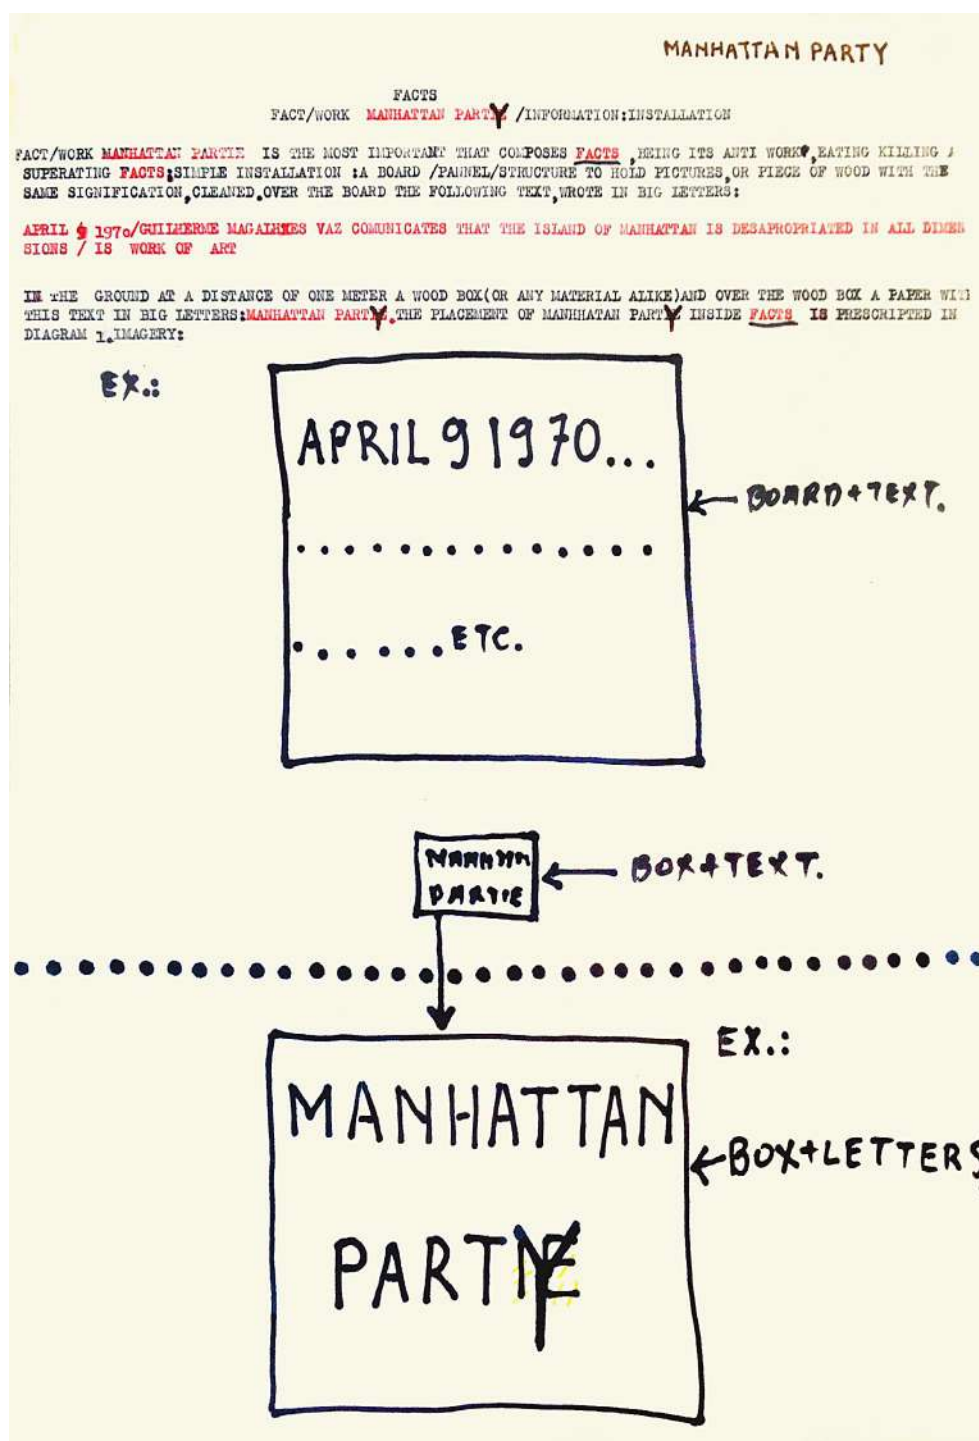 MANHATTAN PARTY
FACTS
FACT/WORK MANHATTAN PARTY /INFORMATION:INSTALLATION
FACT/WORK MANHATTAN PARTIE IS THE MOST IMPORTANT THAT COMPOSES FACTS ,BEING ITS ANTI WORK,EATING KILLING
SUPERATING FACTS;SIMPLE INSTALLATION :A BOARD /PANNEL/STRUCTURE TO HOLD PICTURES,OR PIECE OF WOOD WITH THE
SAME SIGNIFICATION,CLEANED.OVER THE BOARD THE FOLLOWING TEXT,WROTE IN BIG LETTERS:
APRIL 9 1970/GUILHERME MAGALHES VAZ COMUNICATES THAT THE ISLAND OF MANHATTAN IS DESAPROPRIATED IN ALL DIMEN
SIONS / IS WORK OF ART
IN THE GROUND AT A DISTANCE OF ONE METER A WOOD BOX(OR ANY MATERIAL ALIKE)AND OVER THE WOOD BOX A PAPER WITH
THIS TEXT IN BIG LETTERS:MANHATTAN PARTY.THE PLACEMENT OF MANHHATAN PARTY INSIDE FACTS IS PRESCRIPTED IN
DIAGRAM 1.IMAGERY:
EX.:
APRIL 9 1970...
← BOARD+TEXT.
...............
......ETC.
PARTIE
← BOX+TEXT.
EX.:
MANHATTAN
← BOX+LETTERS
PARTY